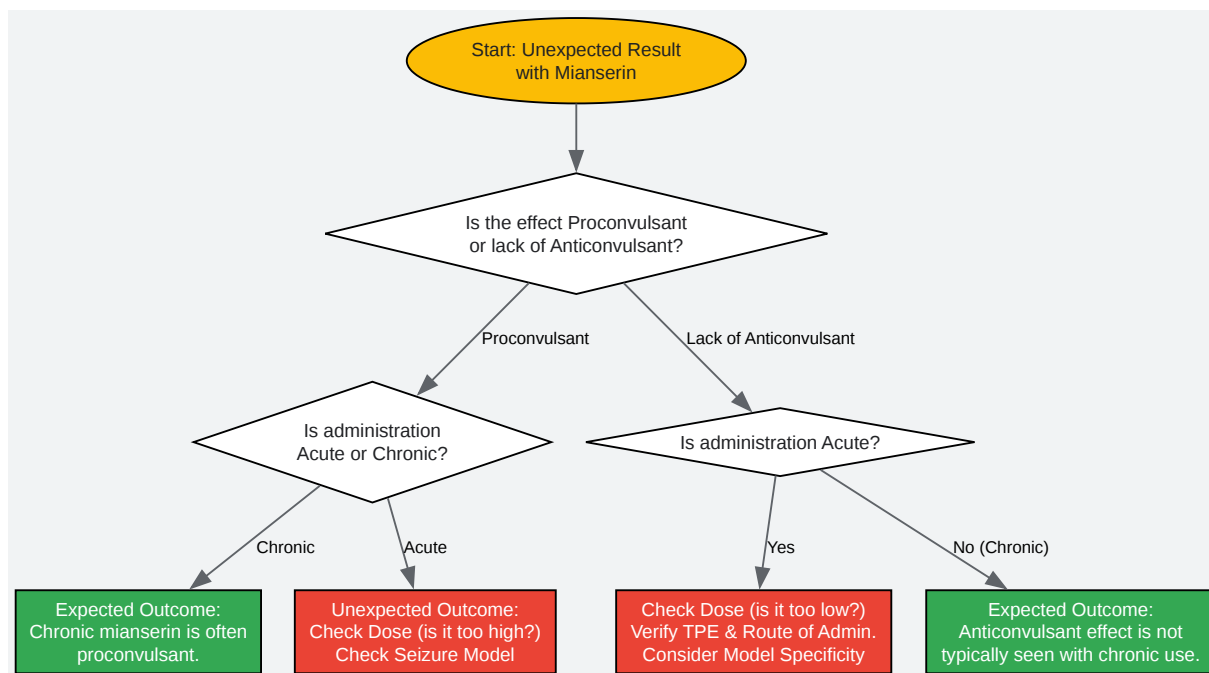 Start: Unexpected Result
with Mianserin
Is the effect Proconvulsant
or lack of Anticonvulsant?
Proconvulsant
Lack of Anticonvulsant
Is administration
Acute or Chronic?
Is administration Acute?
Chronic
Acute
Yes
No (Chronic)
Expected Outcome:
Chronic mianserin is often
proconvulsant.
Unexpected Outcome:
Check Dose (is it too high?)
Check Seizure Model
Check Dose (is it too low?)
Verify TPE & Route of Admin.
Consider Model Specificity
Expected Outcome:
Anticonvulsant effect is not
typically seen with chronic use.